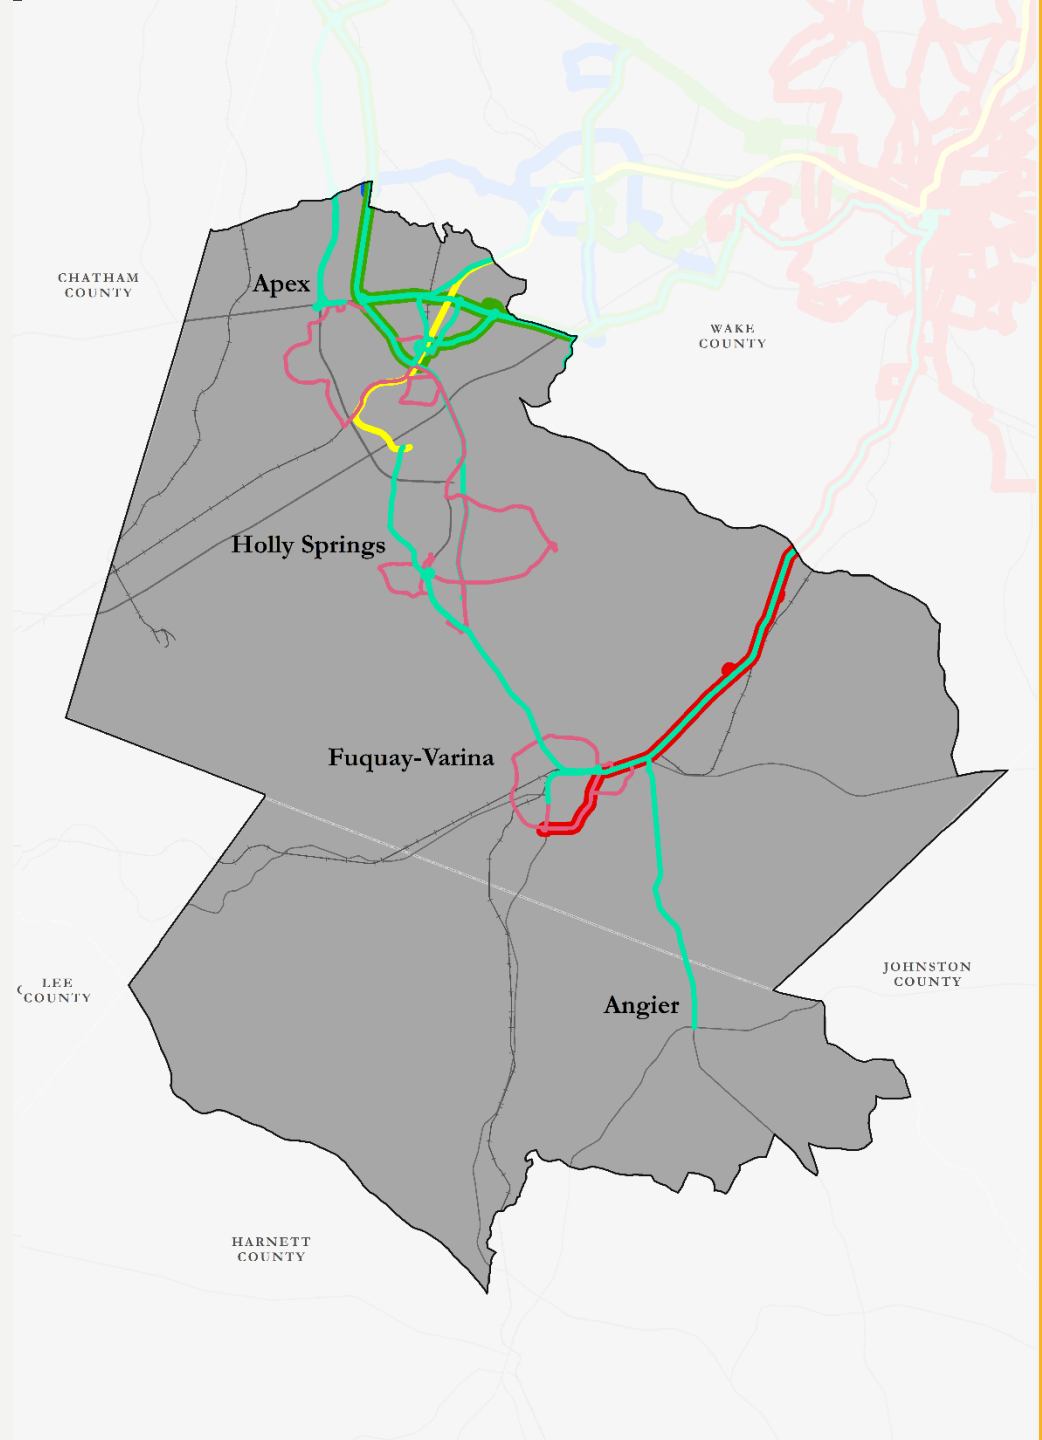 Apex
CHATHAM
COUNTY
WAKE
COUNTY
Holly Springs
Fuquay-Varina
JOHNSTON
COUNTY
LEE
COUNTY
Angier
HARNETT
COUNTY